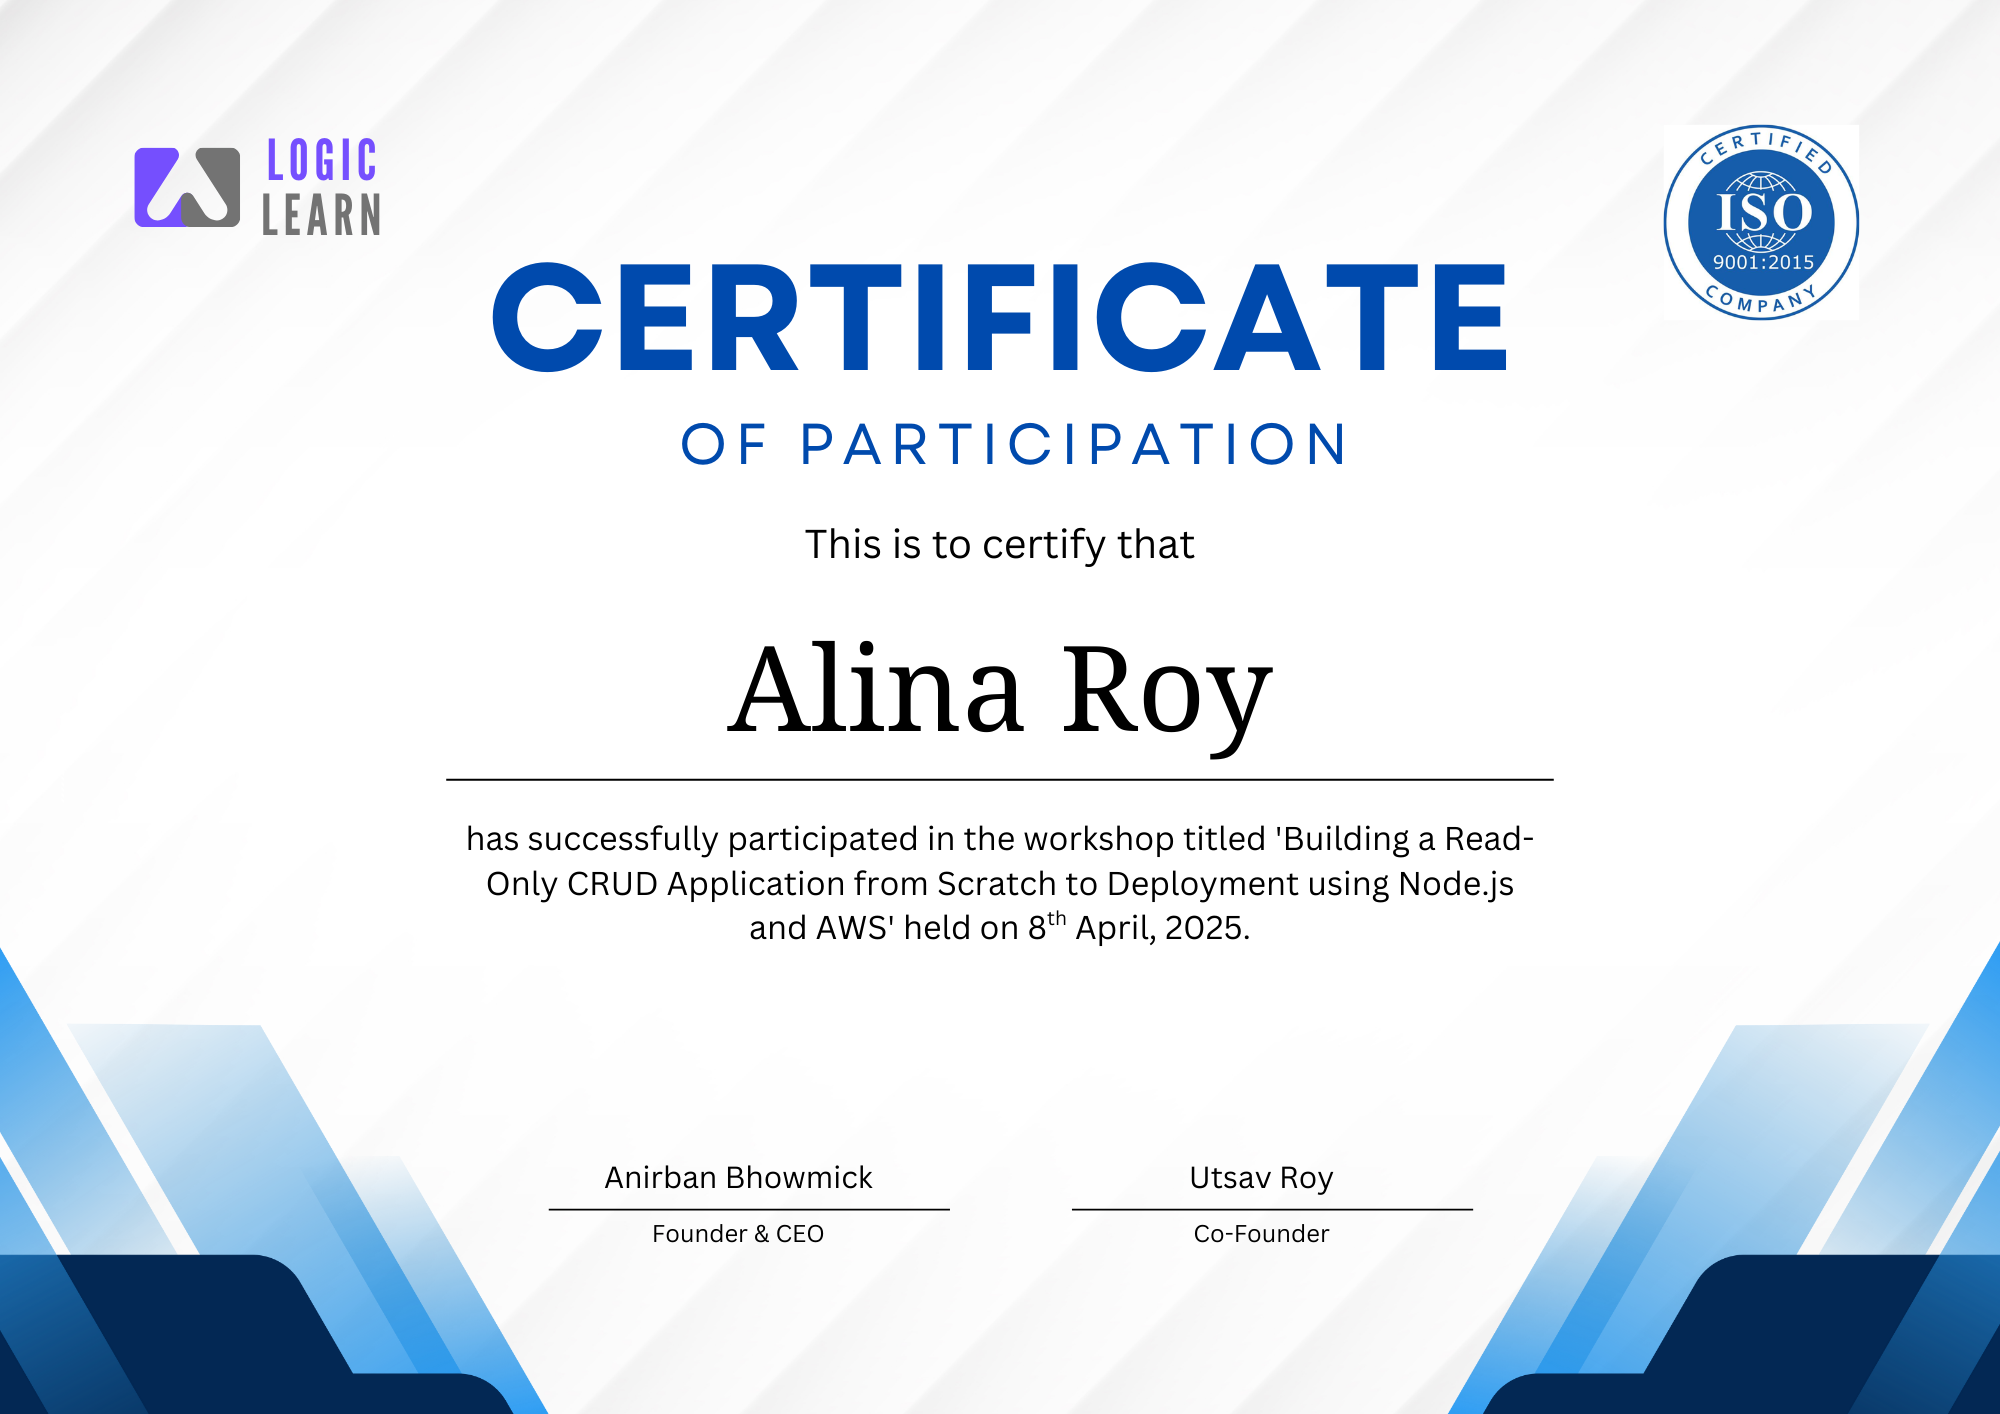 LOGIC
LEARN
CERTIFIED
ISO
9001:2015
COMPANY
CERTIFICATE
OF PARTICIPATION
This is to certify that
Alina Roy
has successfully participated in the workshop titled 'Building a Read-
Only CRUD Application from Scratch to Deployment using Node.js
and AWS' held on 8th April, 2025.
Anirban Bhowmick
Founder & CEO
Utsav Roy
Co-Founder